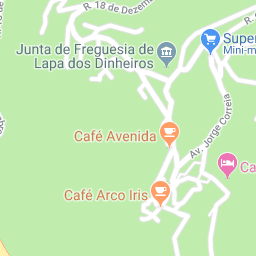 R. 18 de Dezem
Junta de Freguesia de
Lapa dos Dinheiros
Super
Mini-m
Café Avenida
Av. Jorge Correia
Ca
Café Arco Iris